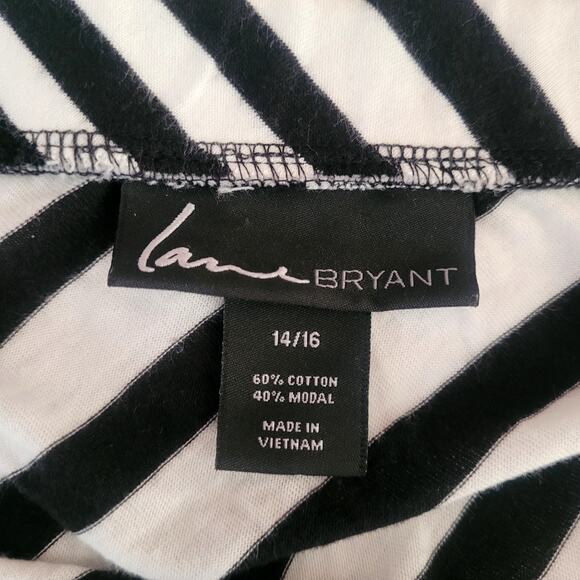 lane BRYANT
14/16
60% COTTON
40% MODAL
MADE IN
VIETNAM